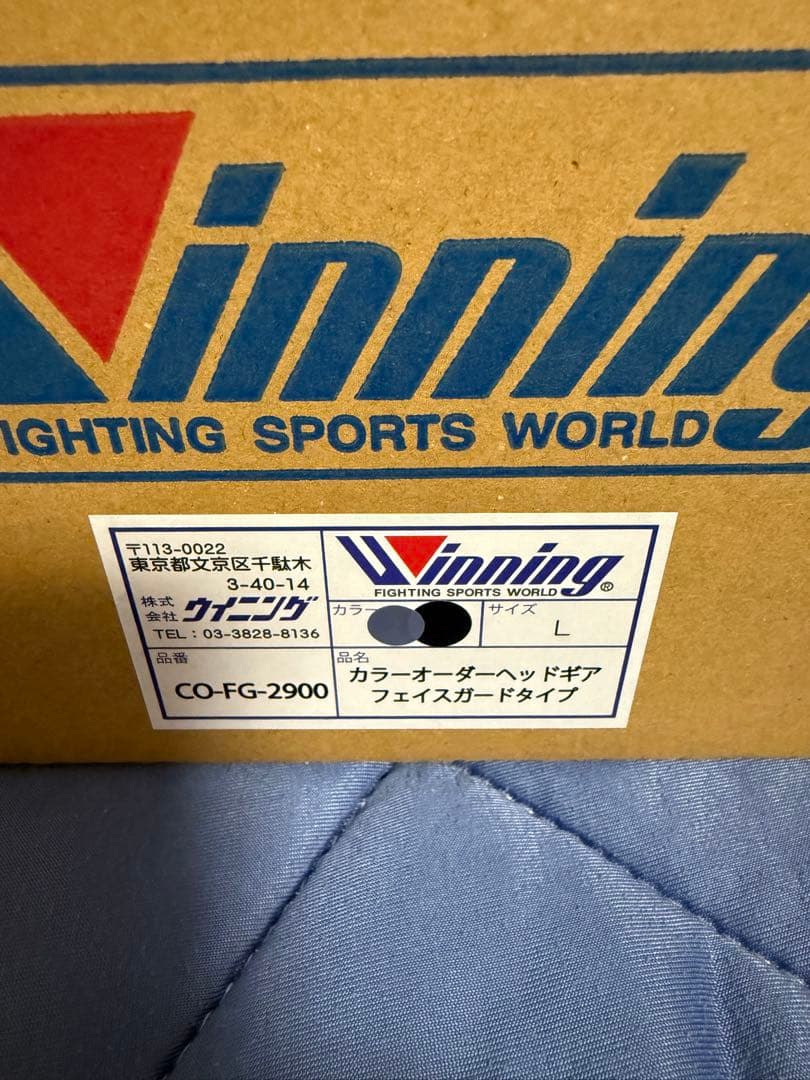 Winning
FIGHTING SPORTS WORLD
〒113-0022
東京都文京区千駄木
3-40-14
株式会社 ウイニング
TEL：03-3828-8136
Winning®
FIGHTING SPORTS WORLD
カラー
サイズ
L
品番
CO-FG-2900
品名
カラーオーダーヘッドギア
フェイスガードタイプ